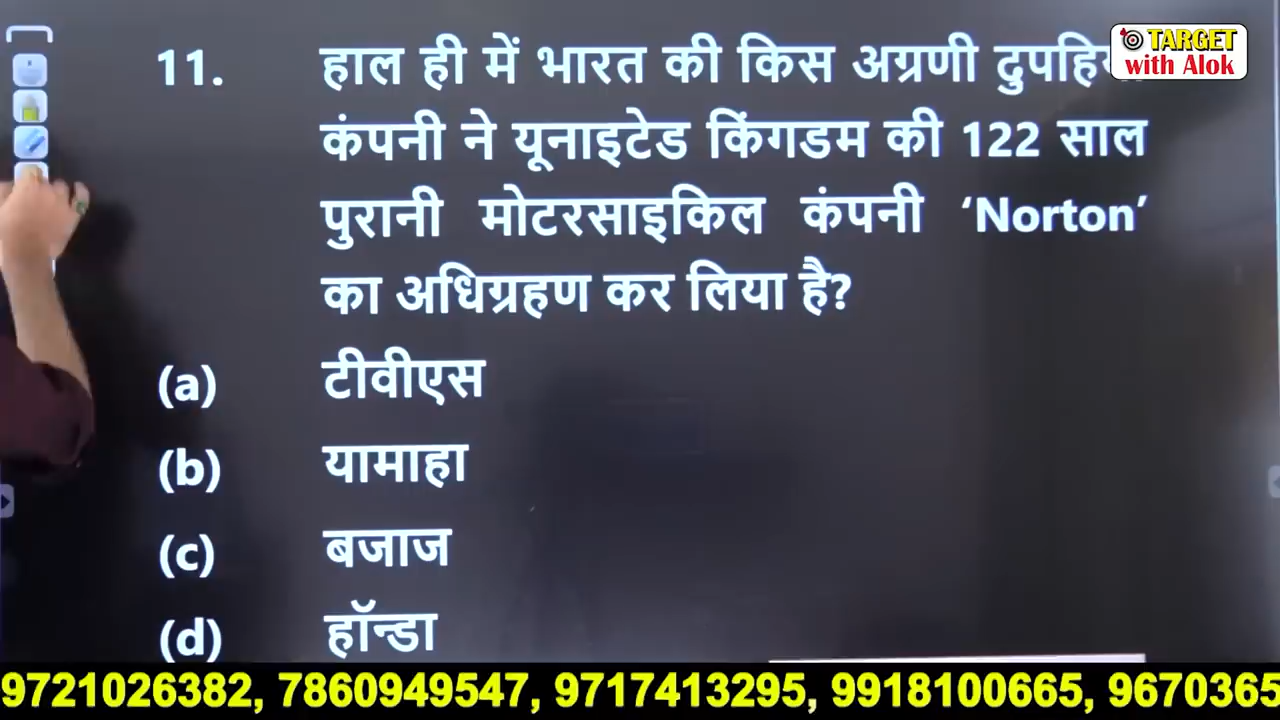 TARGET
with Alok
11. हाल ही में भारत की किस अग्रणी
कंपनी ने यूनाइटेड किंगडम की 122 साल
पुरानी मोटरसाइकिल कंपनी ‘Norton’
का अधिग्रहण कर लिया है?
(a) टीवीएस
(b) यामाहा
(c) बजाज
(d) हॉन्डा
9721026382, 7860949547, 9717413295, 9918100665, 9670365